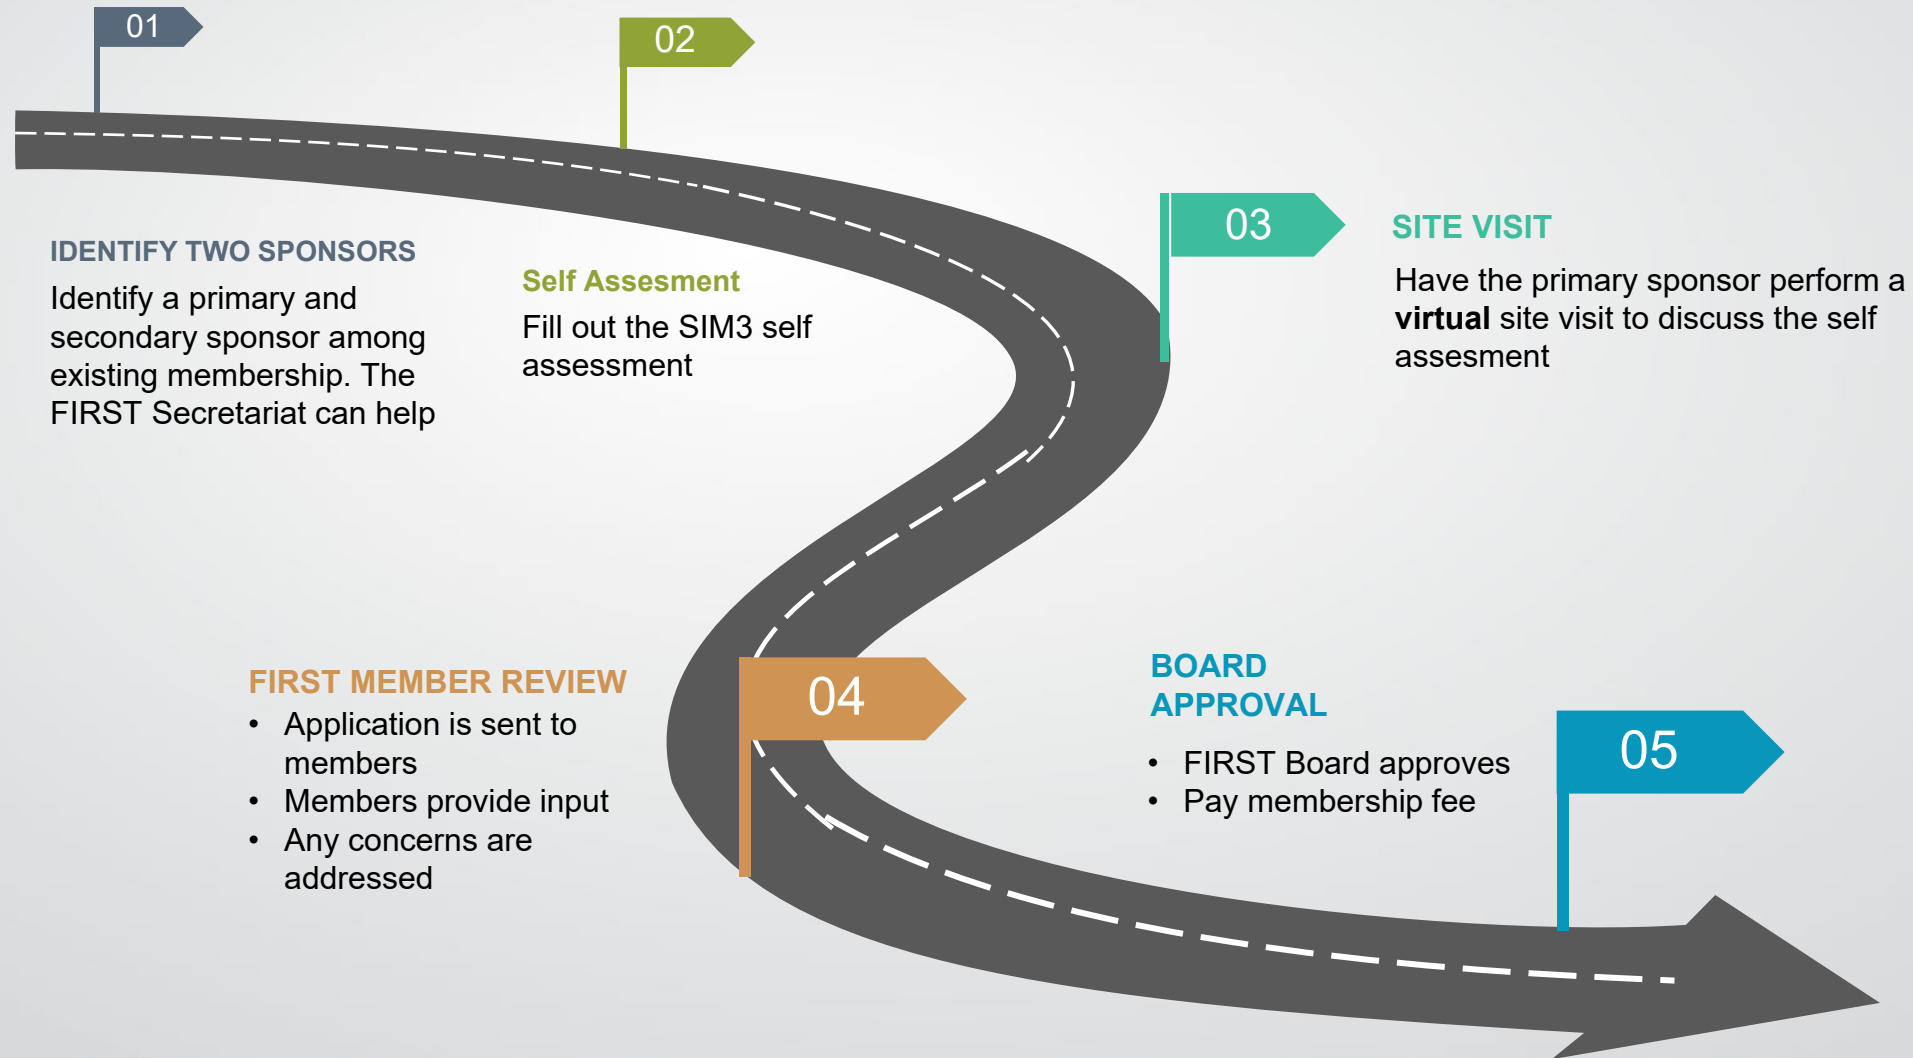 01
IDENTIFY TWO SPONSORS
Identify a primary and
secondary sponsor among
existing membership. The
FIRST Secretariat can help
02
Self Assesment
Fill out the SIM3 self
assessment
03
SITE VISIT
Have the primary sponsor perform a
virtual site visit to discuss the self
assesment
04
FIRST MEMBER REVIEW
• Application is sent to
members
• Members provide input
• Any concerns are
addressed
05
BOARD
APPROVAL
• FIRST Board approves
• Pay membership fee